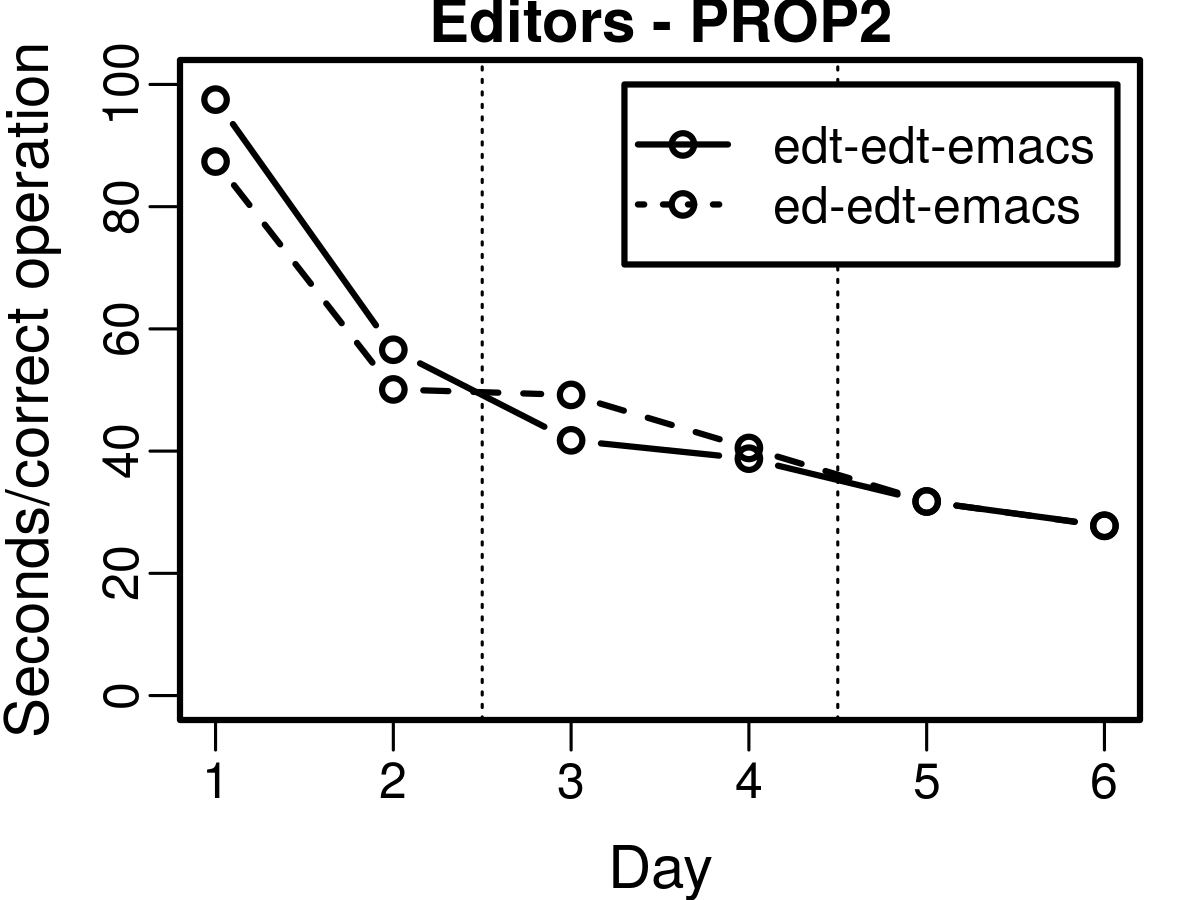 Editors - PROP2
Seconds/correct operation
100
80
60
40
20
0
edt-edt-emacs
ed-edt-emacs
1 2 3 4 5 6
Day